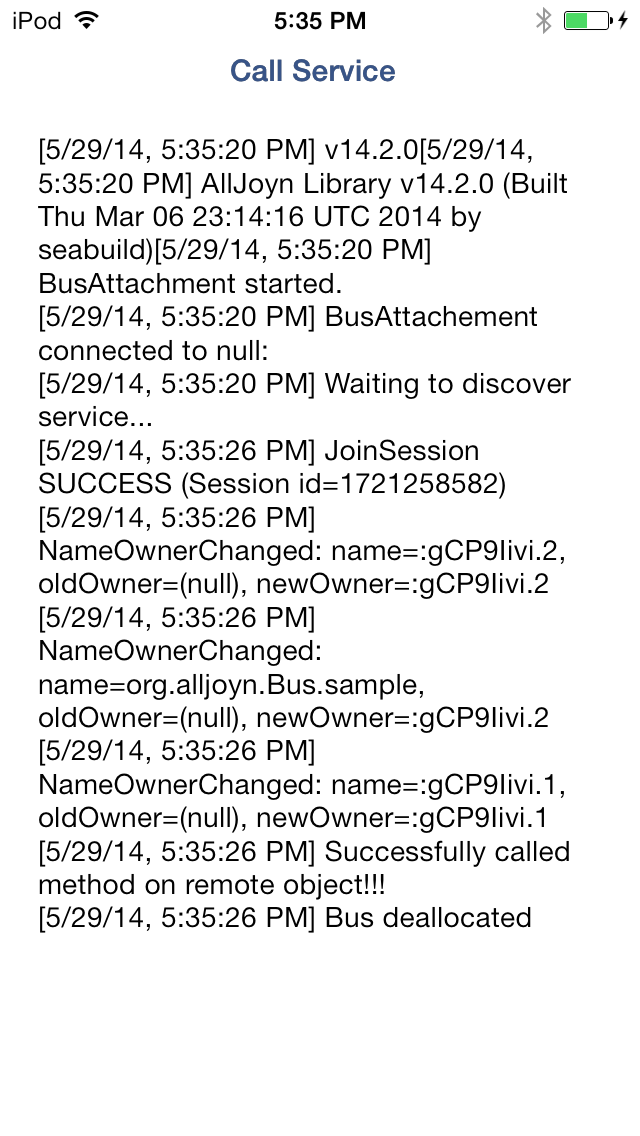 iPod 5:35 PM
Call Service
[5/29/14, 5:35:20 PM] v14.2.0[5/29/14,
5:35:20 PM] AllJoyn Library v14.2.0 (Built
Thu Mar 06 23:14:16 UTC 2014 by
seabuild)[5/29/14, 5:35:20 PM]
BusAttachment started.
[5/29/14, 5:35:20 PM] BusAttachement
connected to null:
[5/29/14, 5:35:20 PM] Waiting to discover
service...
[5/29/14, 5:35:26 PM] JoinSession
SUCCESS (Session id=1721258582)
[5/29/14, 5:35:26 PM]
NameOwnerChanged: name=:gCP9Iivi.2,
oldOwner=(null), newOwner=:gCP9Iivi.2
[5/29/14, 5:35:26 PM]
NameOwnerChanged:
name=org.alljoyn.Bus.sample,
oldOwner=(null), newOwner=:gCP9Iivi.2
[5/29/14, 5:35:26 PM]
NameOwnerChanged: name=:gCP9Iivi.1,
oldOwner=(null), newOwner=:gCP9Iivi.1
[5/29/14, 5:35:26 PM] Successfully called
method on remote object!!!
[5/29/14, 5:35:26 PM] Bus deallocated